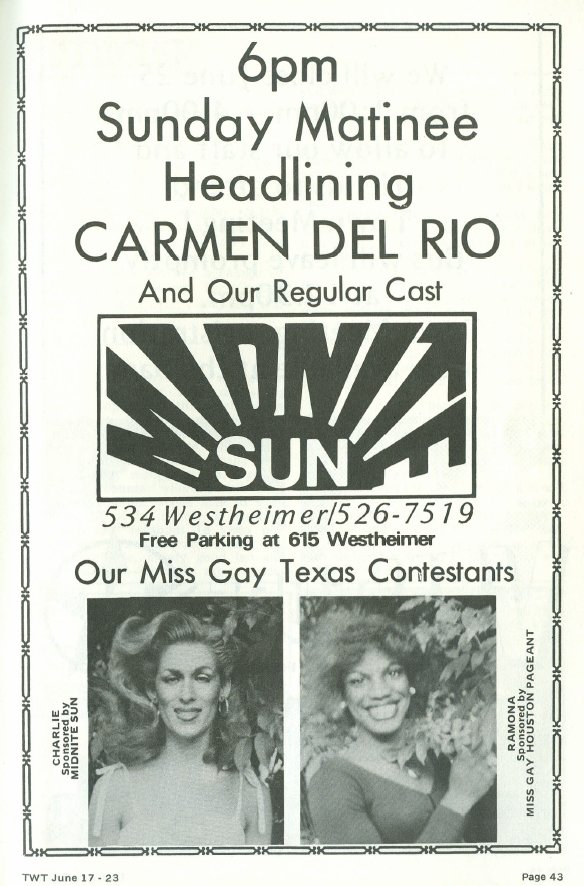 6pm
Sunday Matinee
Headlining
CARMEN DEL RIO
And Our Regular Cast
MIDNITE
SUN
534 Westheimer/526-7519
Free Parking at 615 Westheimer
Our Miss Gay Texas Contestants
CHARLIE
Sponsored by
MIDNITE SUN
RAMONA
Sponsored by
MISS GAY HOUSTON PAGEANT
TWT June 17 - 23
Page 43